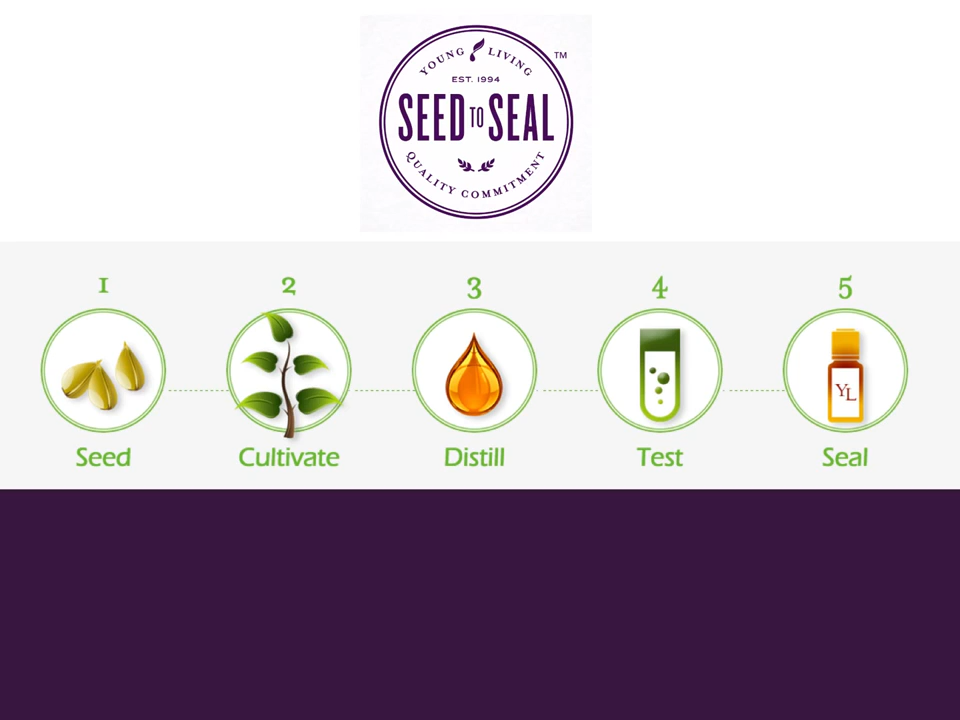 YOUNG LIVING
TM
EST. 1994
SEED TO SEAL
QUALITY COMMITMENT
1 2 3 4 5
YL
Seed Cultivate Distill Test Seal